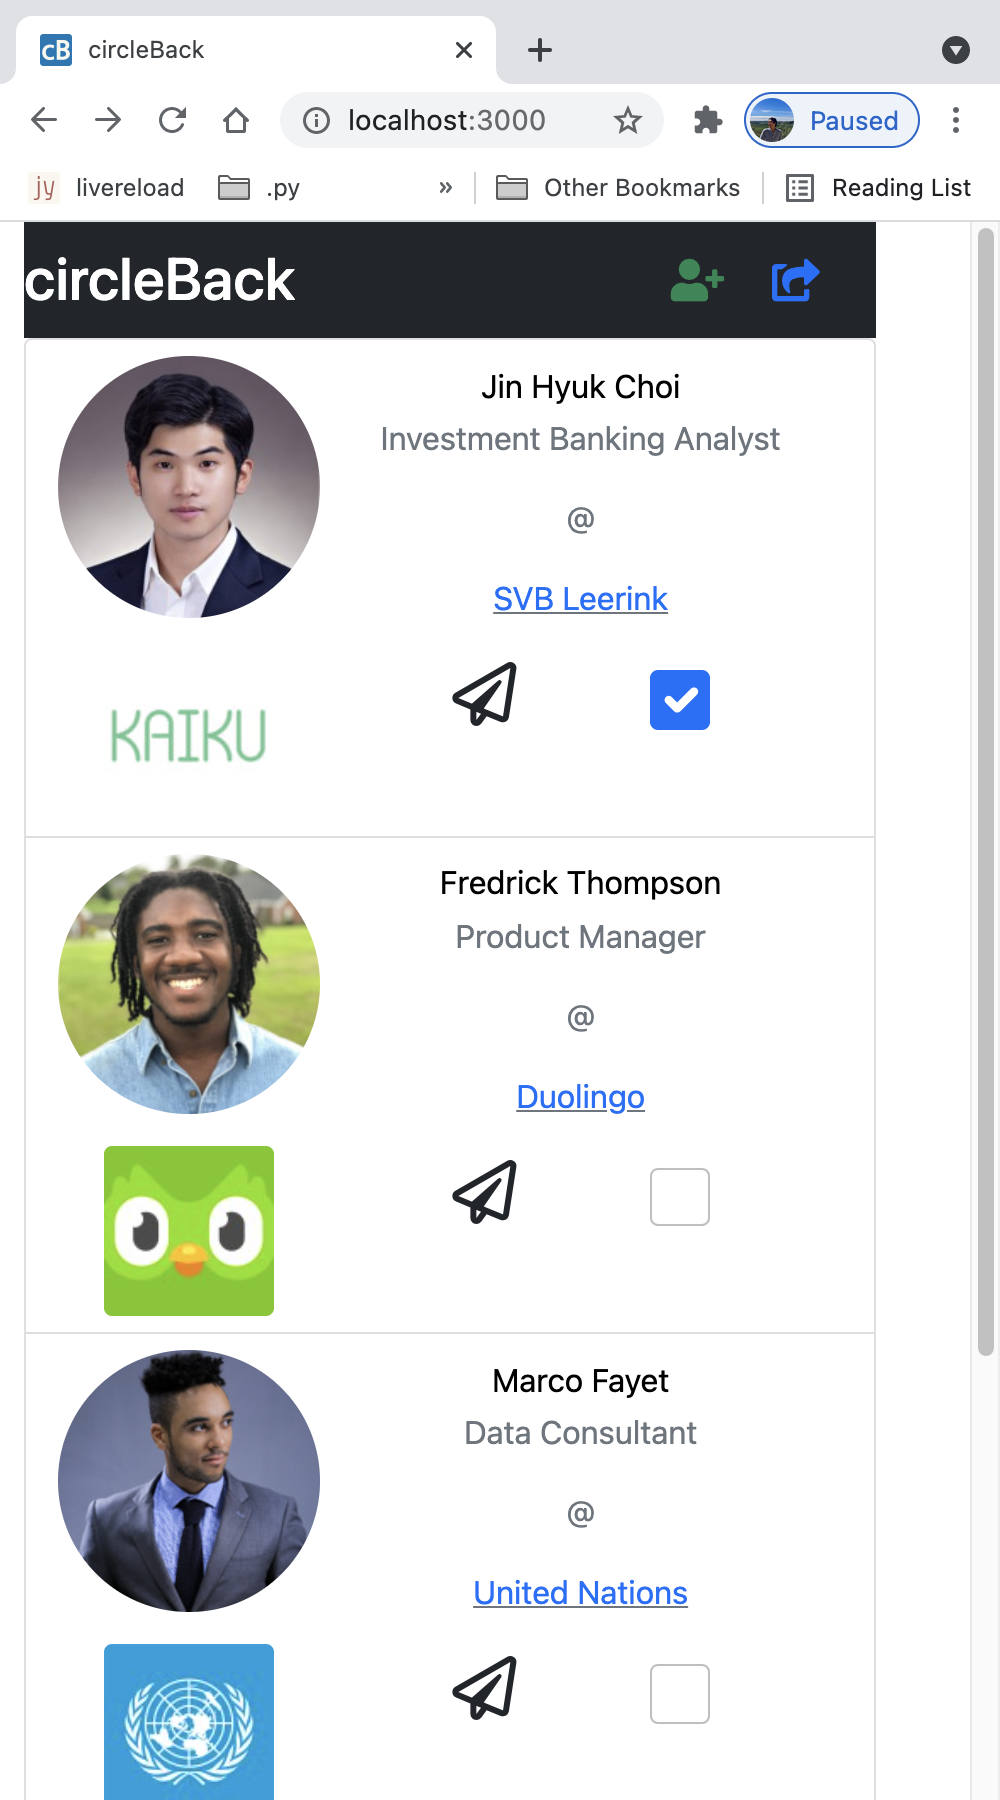 cB circleBack
localhost:3000
Paused
jy livereload
.py
»
Other Bookmarks
Reading List
circleBack
Jin Hyuk Choi
Investment Banking Analyst
@
SVB Leerink
KAIKU
Fredrick Thompson
Product Manager
@
Duolingo
Marco Fayet
Data Consultant
@
United Nations